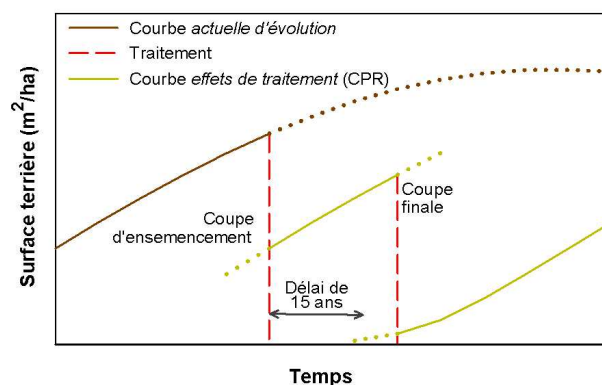 Courbe actuelle d'évolution
Traitement
Courbe effets de traitement (CPR)
Surface terrière (m²/ha)
Coupe
d'ensemencement
Coupe
finale
Délai de
15 ans
Temps